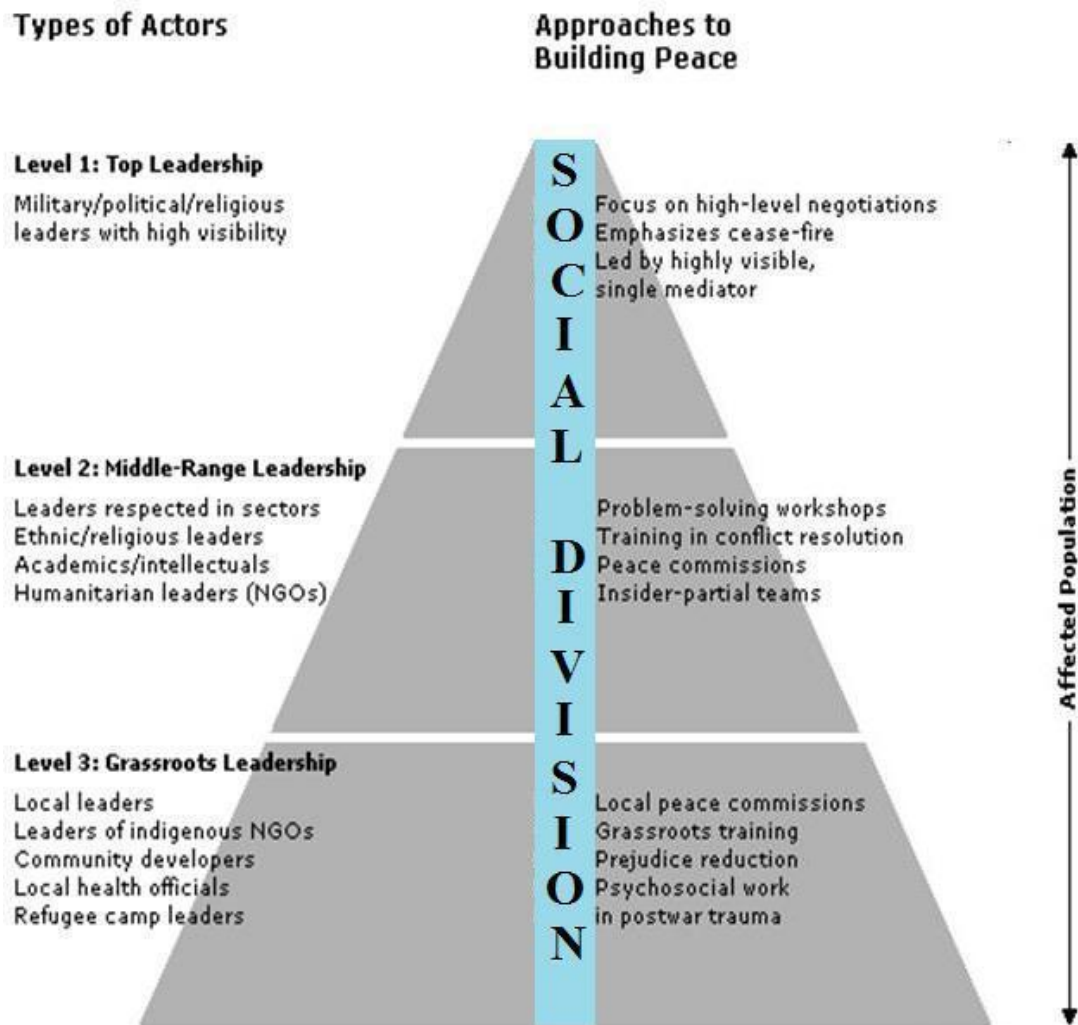 Types of Actors
Approaches to
Building Peace
Level 1: Top Leadership
Military/political/religious
leaders with high visibility
Focus on high-level negotiations
Emphasizes cease-fire
Led by highly visible,
single mediator
Level 2: Middle-Range Leadership
Leaders respected in sectors
Ethnic/religious leaders
Academics/intellectuals
Humanitarian leaders (NGOs)
Problem-solving workshops
Training in conflict resolution
Peace commissions
Insider-partial teams
Level 3: Grassroots Leadership
Local leaders
Leaders of indigenous NGOs
Community developers
Local health officials
Refugee camp leaders
Local peace commissions
Grassroots training
Prejudice reduction
Psychosocial work
in postwar trauma
SOCIAL DIVISION
Affected Population